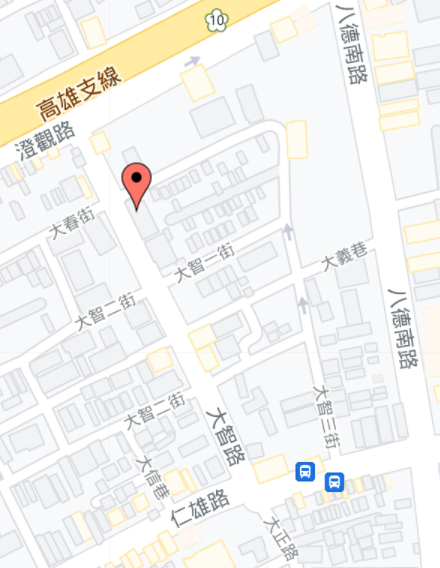 10
八德南路
高雄支線
澄觀路
大春街
大智一街
大義巷
大智二街
八德南路
大智二街
大智三街
大智路
大信巷
仁雄路
大正路